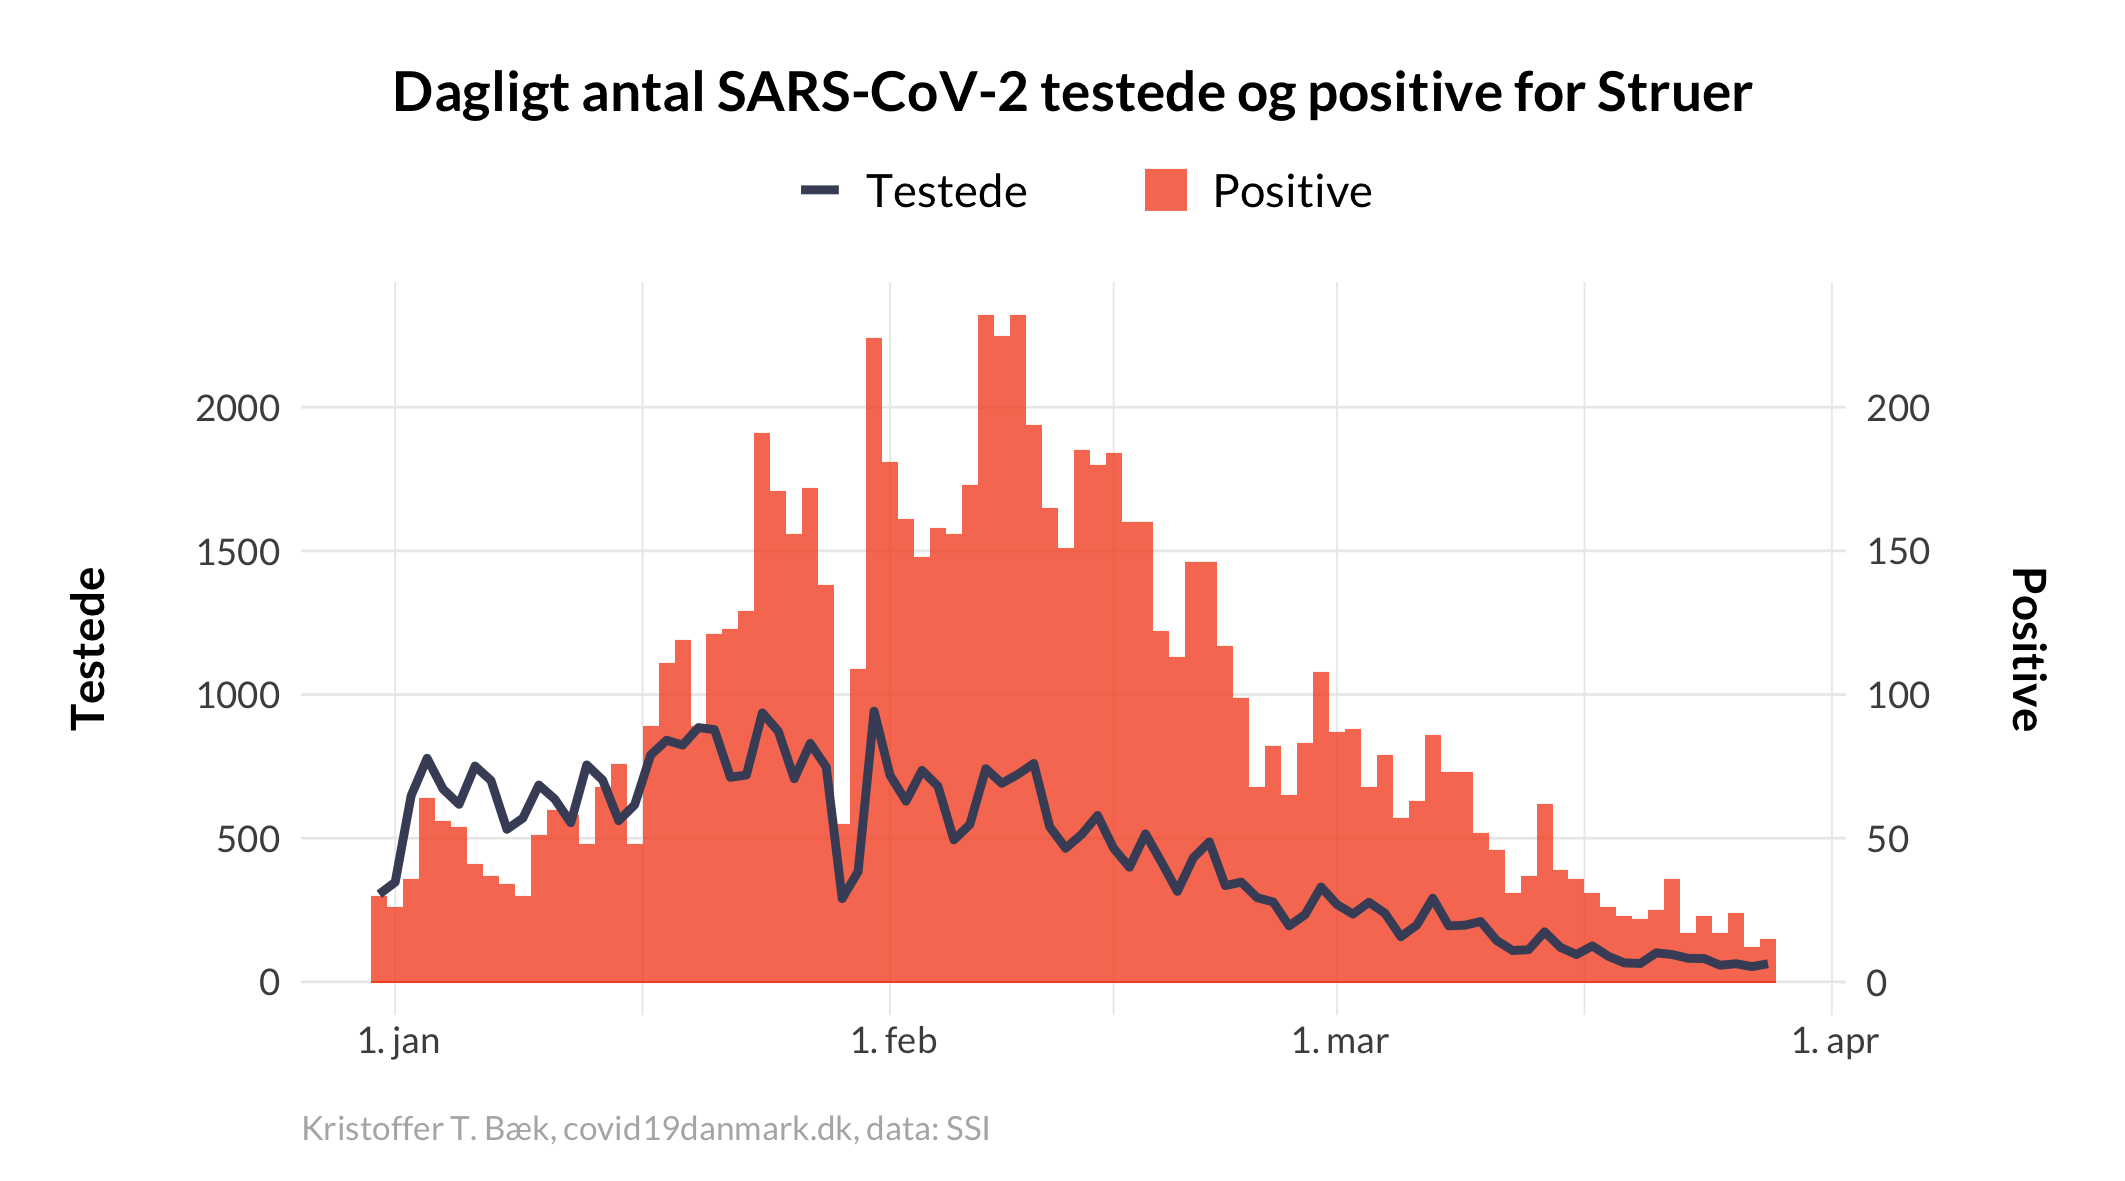 Dagligt antal SARS-CoV-2 testede og positive for Struer
Testede
Positive
2000
1500
1000
500
0
Testede
200
150
100
50
0
Positive
1. jan
1. feb
1. mar
1. apr
Kristoffer T. Bæk, covid19danmark.dk, data: SSI